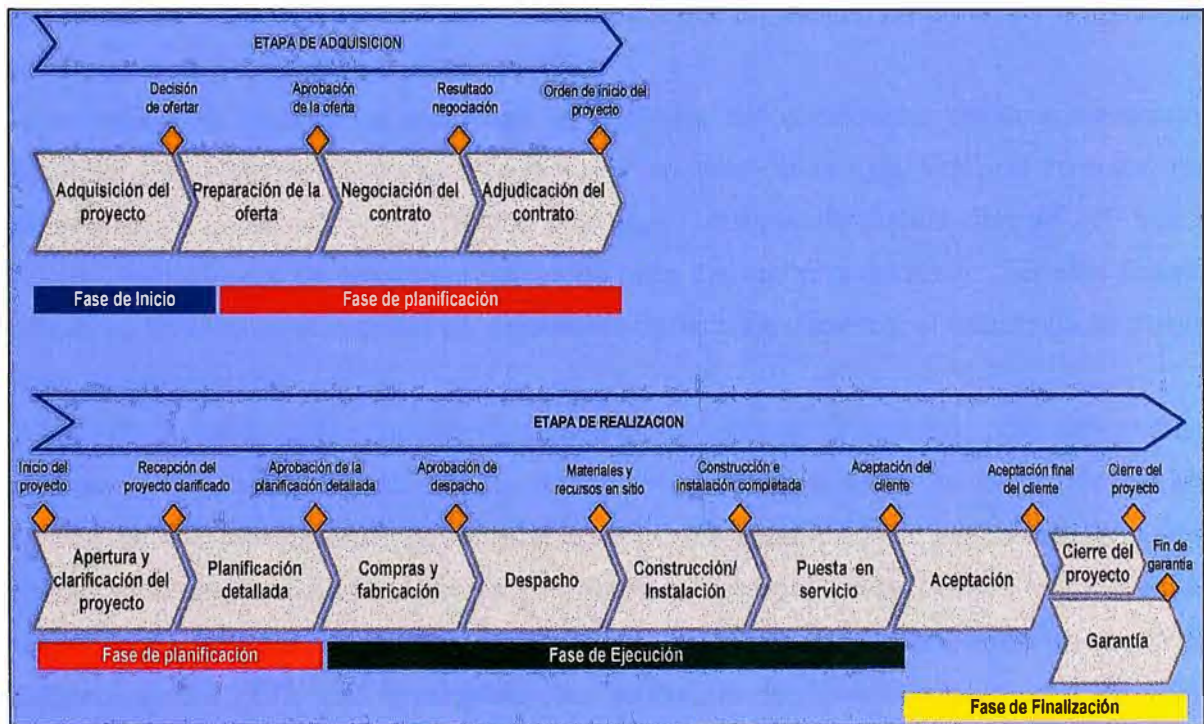 ETAPA DE ADQUISICION
Decisión
de ofertar
Aprobación
de la oferta
Resultado
negociación
Orden de inicio del
proyecto
Adquisición del
proyecto
Preparación de la
oferta
Negociación del
contrato
Adjudicación del
contrato
Fase de Inicio
Fase de planificación
ETAPA DE REALIZACION
Inicio del
proyecto
Recepción del
proyecto clarificado
Aprobación de la
planificación detallada
Aprobación de
despacho
Materiales y
recursos en sitio
Construcción e
instalación completada
Aceptación del
cliente
Aceptación final
del cliente
Cierre del
proyecto
Apertura y
clarificación del
proyecto
Planificación
detallada
Compras y
fabricación
Despacho
Construcción/
Instalación
Puesta en
servicio
Aceptación
Cierre del
proyecto
Fin de
garantía
Garantía
Fase de planificación
Fase de Ejecución
Fase de Finalización